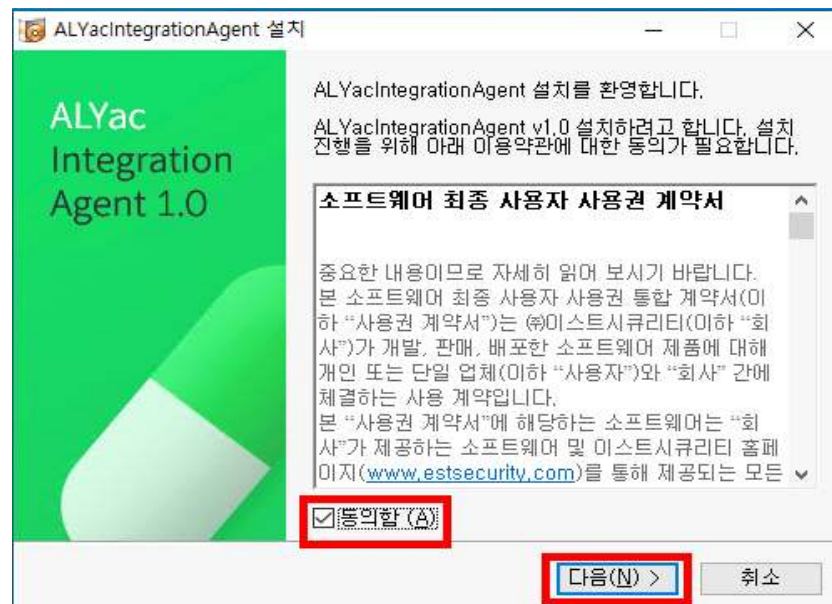 ALYacIntegrationAgent 설치
ALYac
Integration
Agent 1.0
ALYacIntegrationAgent 설치를 환영합니다.
ALYacIntegrationAgent v1.0 설치하려고 합니다. 설치
진행을 위해 아래 이용약관에 대한 동의가 필요합니다.
소프트웨어 최종 사용자 사용권 계약서
중요한 내용이므로 자세히 읽어 보시기 바랍니다.
본 소프트웨어 최종 사용자 사용권 통합 계약서(이
하 “사용권 계약서”)는 ㈜이스트시큐리티(이하 “회
사”)가 개발, 판매, 배포한 소프트웨어 제품에 대해
개인 또는 단일 업체(이하 “사용자”)와 “회사” 간에
체결하는 사용 계약입니다.
본 “사용권 계약서”에 해당하는 소프트웨어는 “회
사”가 제공하는 소프트웨어 및 이스트시큐리티 홈페
이지(www.estsecurity.com)를 통해 제공되는 모든
동의함 (A)
다음(N) >
취소